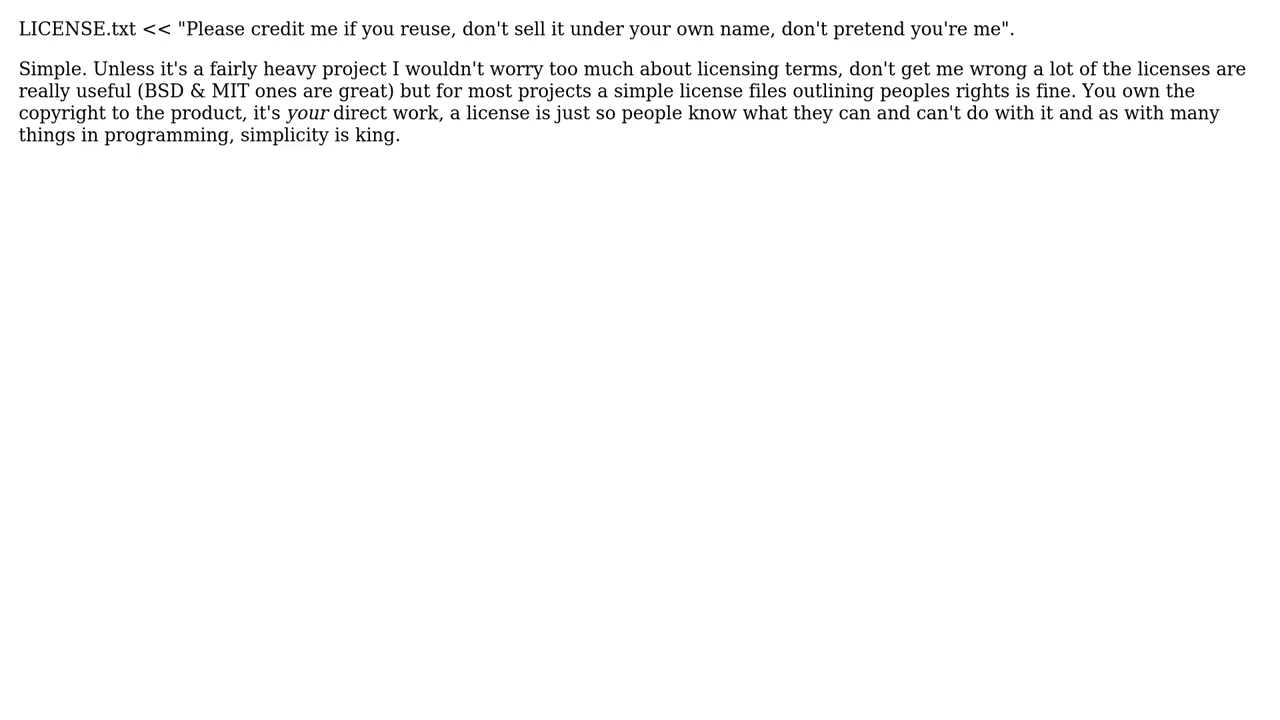 LICENSE.txt << "Please credit me if you reuse, don't sell it under your own name, don't pretend you're me".
Simple. Unless it's a fairly heavy project I wouldn't worry too much about licensing terms, don't get me wrong a lot of the licenses are
really useful (BSD & MIT ones are great) but for most projects a simple license files outlining peoples rights is fine. You own the
copyright to the product, it's your direct work, a license is just so people know what they can and can't do with it and as with many
things in programming, simplicity is king.